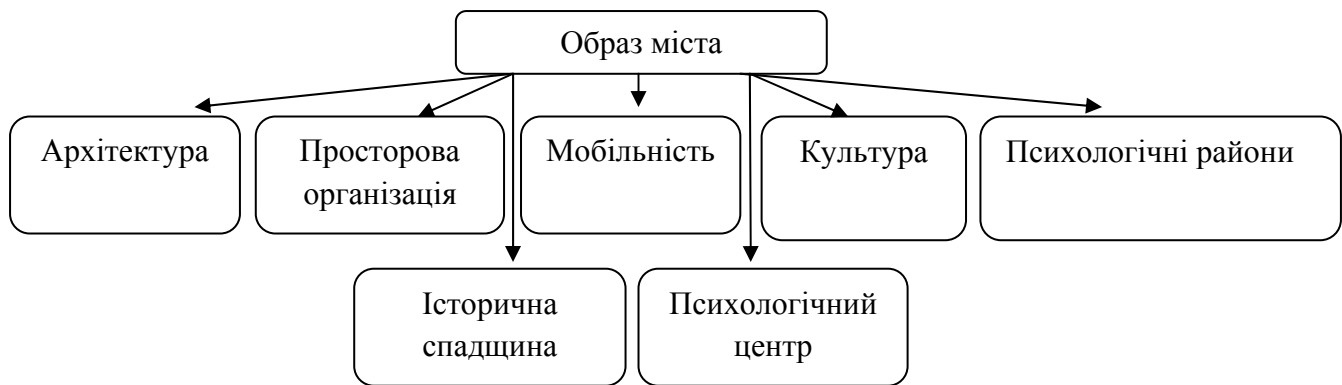 Образ міста
Архітектура
Просторова
організація
Мобільність
Культура
Психологічні райони
Історична
спадщина
Психологічний
центр